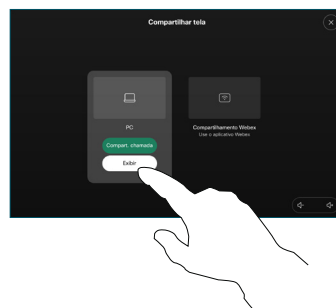 Compartilhar tela
PC
Compart. chamada
Exibir
Compartilhamento Webex
Use o aplicativo Webex